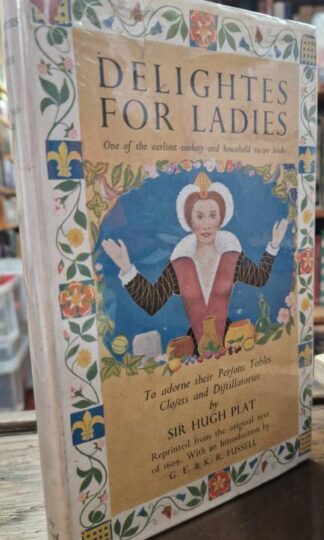 DELIGHTES
FOR LADIES
One of the earliest cookery and household recipe books
To adorne their Persons Tables
Closets and Distillatories
by
SIR HUGH PLAT
Reprinted from the original text
of 1609. With an Introduction by
G. E. & K. R. FUSSELL